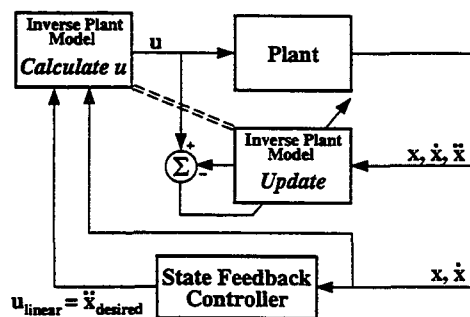 Inverse Plant
Model
Calculate u
u
Plant
+
Σ
−
Inverse Plant
Model
Update
x, ẋ, ẍ
State Feedback
Controller
x, ẋ
u_linear = ẍ_desired